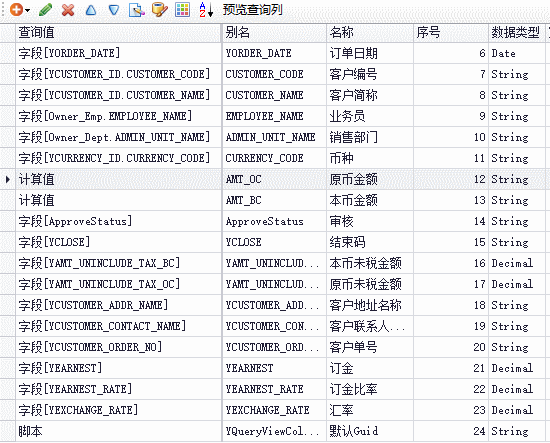 预览查询列
查询值 别名 名称 序号 数据类型
字段[YORDER_DATE] YORDER_DATE 订单日期 6 Date
字段[YCUSTOMER_ID.CUSTOMER_CODE] CUSTOMER_CODE 客户编号 7 String
字段[YCUSTOMER_ID.CUSTOMER_NAME] CUSTOMER_NAME 客户简称 8 String
字段[Owner_Emp.EMPLOYEE_NAME] EMPLOYEE_NAME 业务员 9 String
字段[Owner_Dept.ADMIN_UNIT_NAME] ADMIN_UNIT_NAME 销售部门 10 String
字段[YCURRENCY_ID.CURRENCY_CODE] CURRENCY_CODE 币种 11 String
计算值 AMT_OC 原币金额 12 String
计算值 AMT_BC 本币金额 13 String
字段[ApproveStatus] ApproveStatus 审核 14 String
字段[YCLOSE] YCLOSE 结束码 15 String
字段[YAMT_UNINCLUDE_TAX_BC] YAMT_UNINCLUD... 本币未税金额 16 Decimal
字段[YAMT_UNINCLUDE_TAX_OC] YAMT_UNINCLUD... 原币未税金额 17 Decimal
字段[YCUSTOMER_ADDR_NAME] YCUSTOMER_ADD... 客户地址名称 18 String
字段[YCUSTOMER_CONTACT_NAME] YCUSTOMER_CON... 客户联系人... 19 String
字段[YCUSTOMER_ORDER_NO] YCUSTOMER_ORD... 客户单号 20 String
字段[YEARNEST] YEARNEST 订金 21 Decimal
字段[YEARNEST_RATE] YEARNEST_RATE 订金比率 22 Decimal
字段[YEXCHANGE_RATE] YEXCHANGE_RATE 汇率 23 Decimal
脚本 YQueryViewCol... 默认Guid 24 String